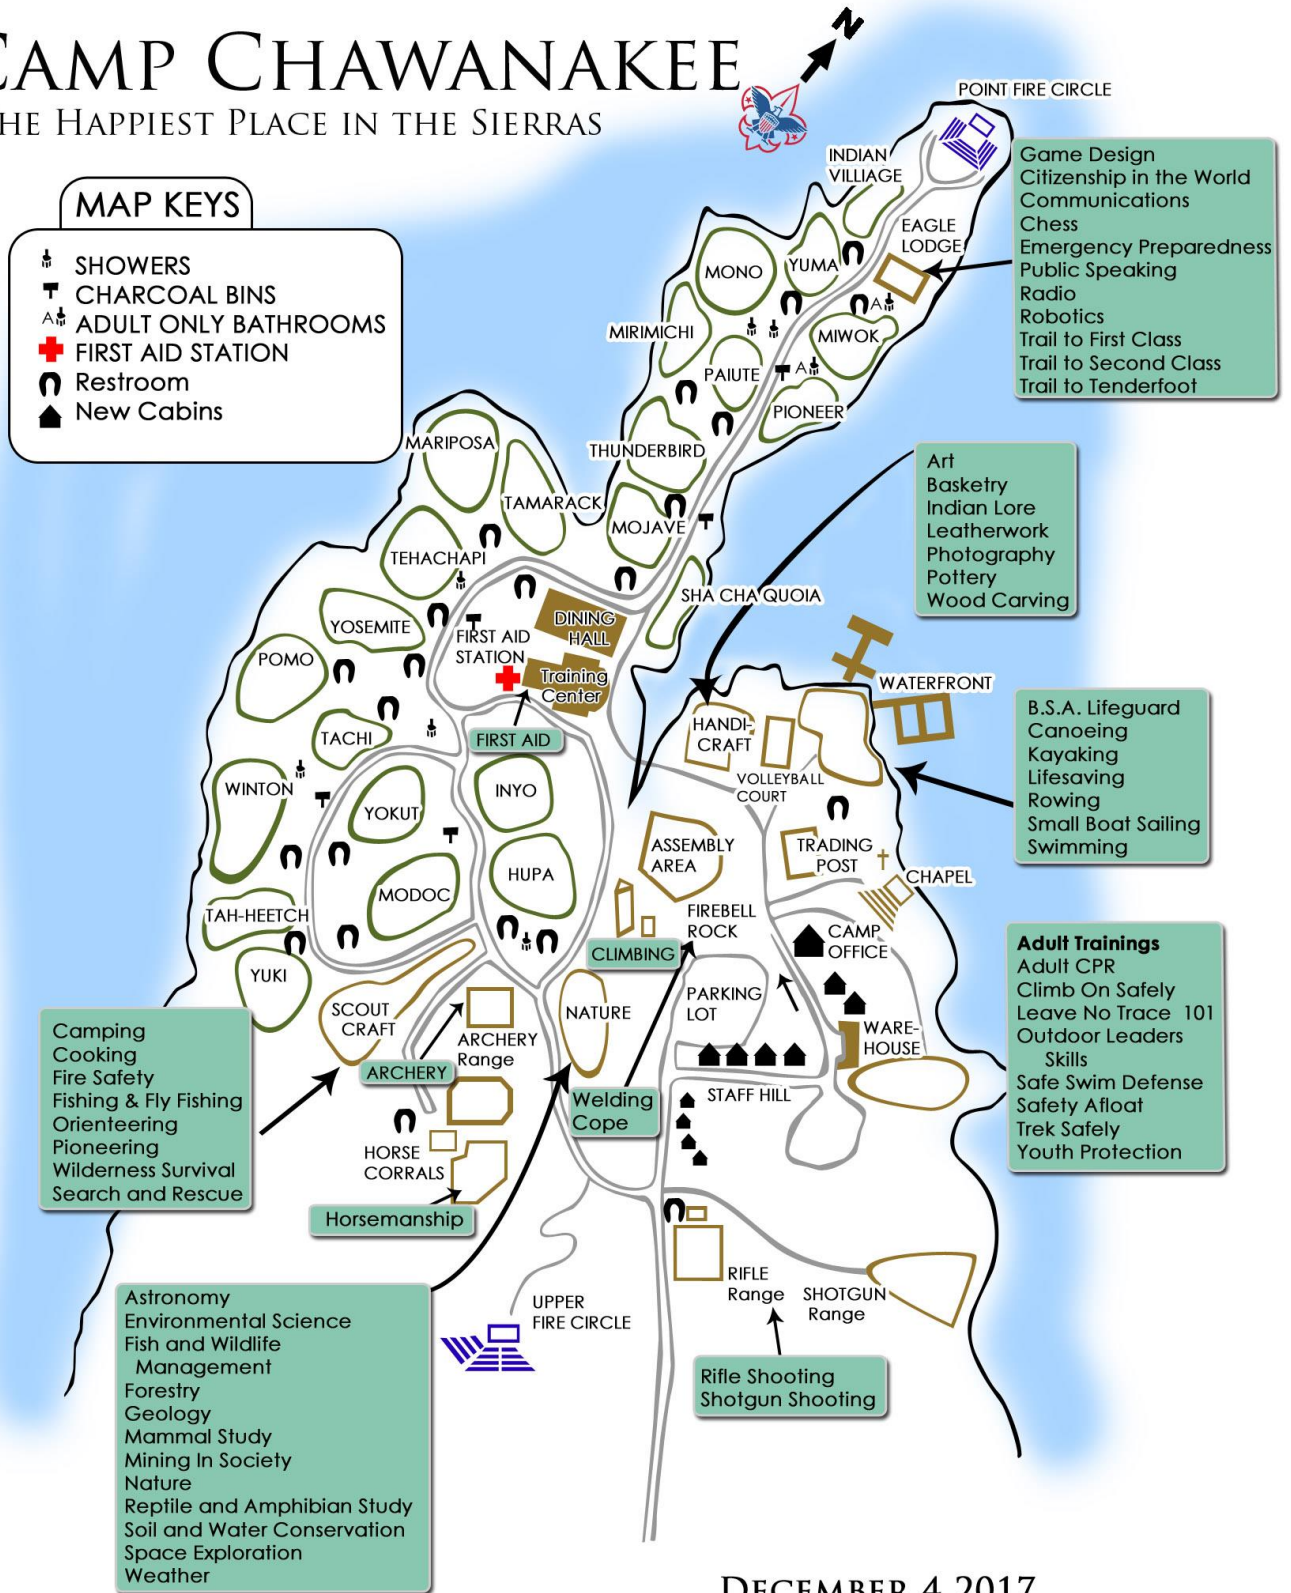 CAMP CHAWANAKEE
THE HAPPIEST PLACE IN THE SIERRAS
N
MAP KEYS
SHOWERS
CHARCOAL BINS
A ADULT ONLY BATHROOMS
FIRST AID STATION
Restroom
New Cabins
POINT FIRE CIRCLE
INDIAN
VILLIAGE
EAGLE
LODGE
Game Design
Citizenship in the World
Communications
Chess
Emergency Preparedness
Public Speaking
Radio
Robotics
Trail to First Class
Trail to Second Class
Trail to Tenderfoot
MONO
YUMA
A
MIRIMICHI
MIWOK
PAIUTE
A
PIONEER
THUNDERBIRD
MARIPOSA
TAMARACK
MOJAVE
TEHACHAPI
SHA CHA QUOIA
Art
Basketry
Indian Lore
Leatherwork
Photography
Pottery
Wood Carving
YOSEMITE
DINING
HALL
FIRST AID
STATION
Training
Center
POMO
TACHI
FIRST AID
WATERFRONT
HANDI-
CRAFT
VOLLEYBALL
COURT
B.S.A. Lifeguard
Canoeing
Kayaking
Lifesaving
Rowing
Small Boat Sailing
Swimming
WINTON
YOKUT
INYO
ASSEMBLY
AREA
TRADING
POST
CHAPEL
HUPA
MODOC
TAH-HEETCH
FIREBELL
ROCK
CAMP
OFFICE
CLIMBING
YUKI
Adult Trainings
Adult CPR
Climb On Safely
Leave No Trace 101
Outdoor Leaders
Skills
Safe Swim Defense
Safety Afloat
Trek Safely
Youth Protection
SCOUT
CRAFT
NATURE
PARKING
LOT
ARCHERY
Range
WARE-
HOUSE
ARCHERY
Camping
Cooking
Fire Safety
Fishing & Fly Fishing
Orienteering
Pioneering
Wilderness Survival
Search and Rescue
Welding
Cope
STAFF HILL
HORSE
CORRALS
Horsemanship
RIFLE
Range
SHOTGUN
Range
UPPER
FIRE CIRCLE
Astronomy
Environmental Science
Fish and Wildlife
Management
Forestry
Geology
Mammal Study
Mining In Society
Nature
Reptile and Amphibian Study
Soil and Water Conservation
Space Exploration
Weather
Rifle Shooting
Shotgun Shooting
DECEMBER 4 2017